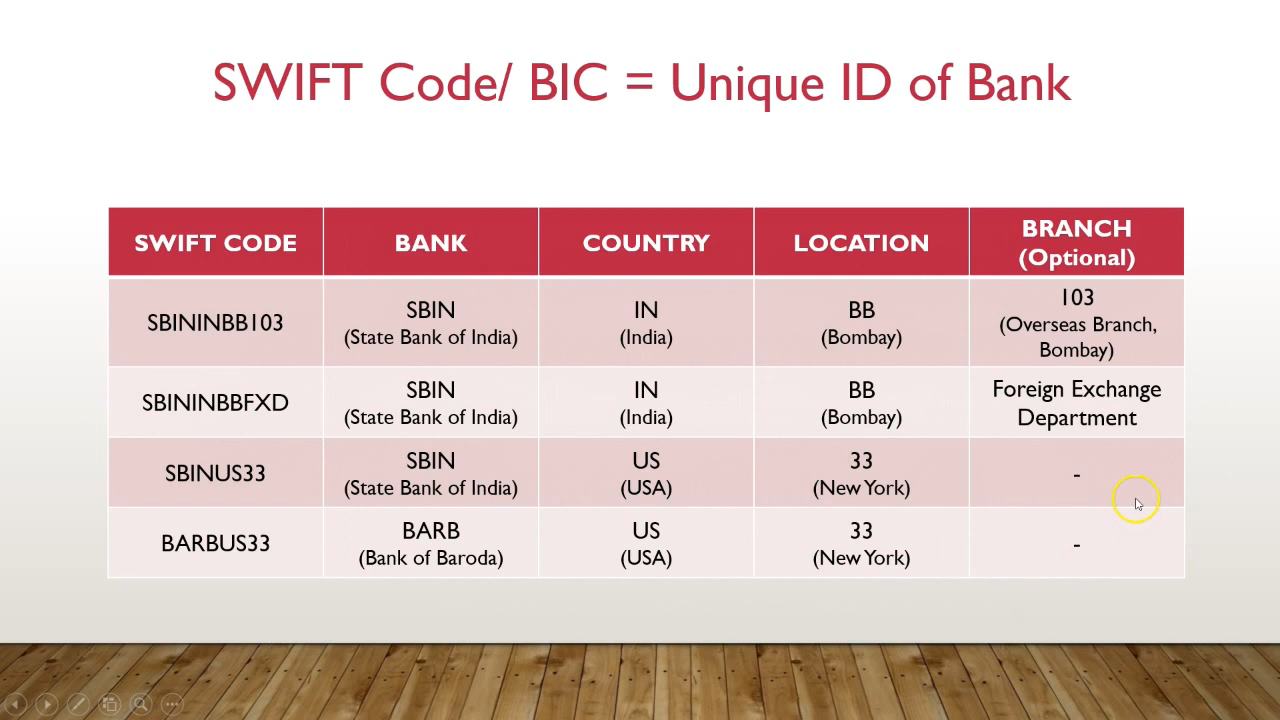 SWIFT Code/ BIC = Unique ID of Bank
SWIFT CODE
BANK
COUNTRY
LOCATION
BRANCH
(Optional)
SBININBB103
SBIN
(State Bank of India)
IN
(India)
BB
(Bombay)
103
(Overseas Branch,
Bombay)
SBININBBFXD
SBIN
(State Bank of India)
IN
(India)
BB
(Bombay)
Foreign Exchange
Department
SBINUS33
SBIN
(State Bank of India)
US
(USA)
33
(New York)
-
BARBUS33
BARB
(Bank of Baroda)
US
(USA)
33
(New York)
-